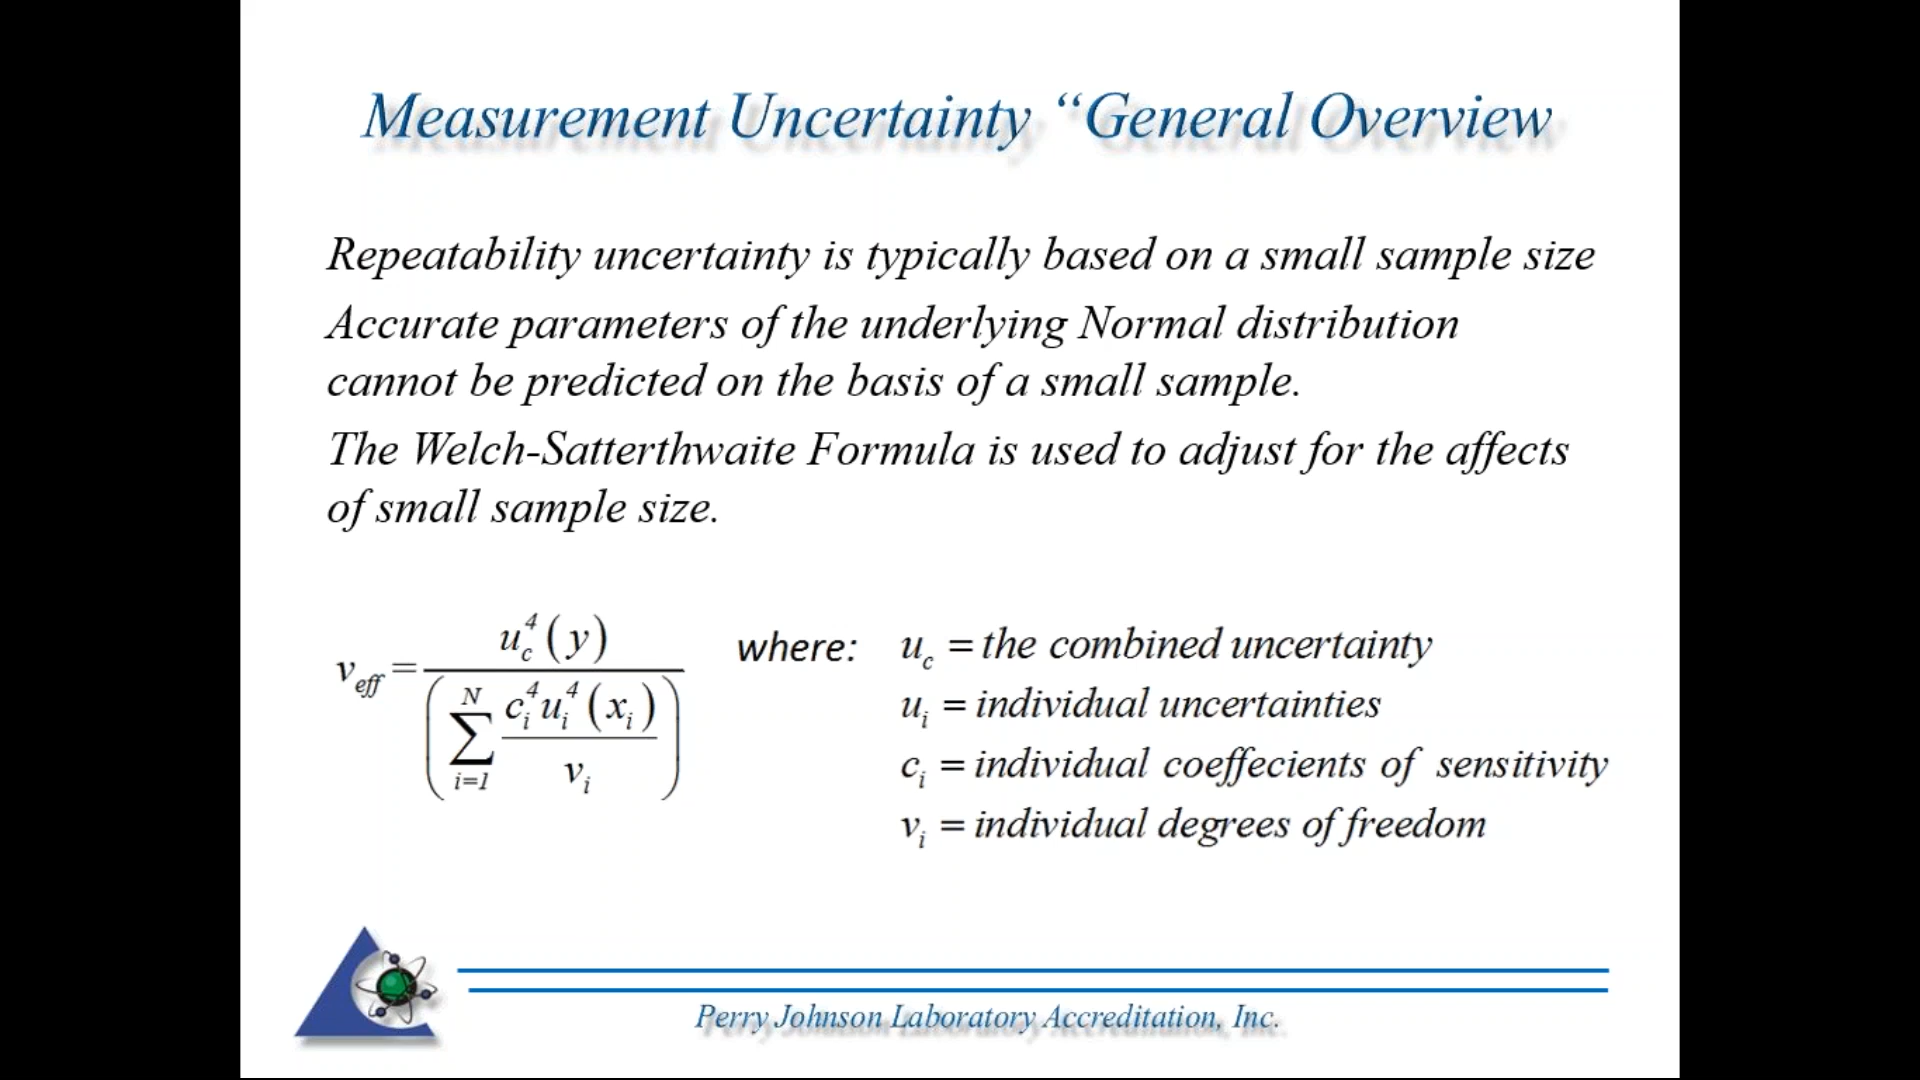 Measurement Uncertainty “General Overview
Repeatability uncertainty is typically based on a small sample size
Accurate parameters of the underlying Normal distribution
cannot be predicted on the basis of a small sample.
The Welch-Satterthwaite Formula is used to adjust for the affects
of small sample size.
v_eff = u_c^4(y) / (∑_{i=1}^{N} c_i^4 u_i^4(x_i) / v_i)
where: u_c = the combined uncertainty
u_i = individual uncertainties
c_i = individual coeffecients of sensitivity
v_i = individual degrees of freedom
Perry Johnson Laboratory Accreditation, Inc.